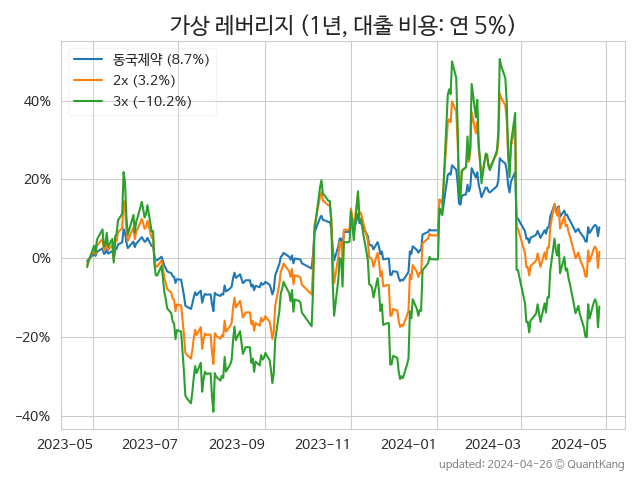 가상 레버리지 (1년, 대출 비용: 연 5%)
동국제약 (8.7%)
2x (3.2%)
3x (−10.2%)
40%
20%
0%
−20%
−40%
2023-05 2023-07 2023-09 2023-11 2024-01 2024-03 2024-05
updated: 2024-04-26 © QuantKang